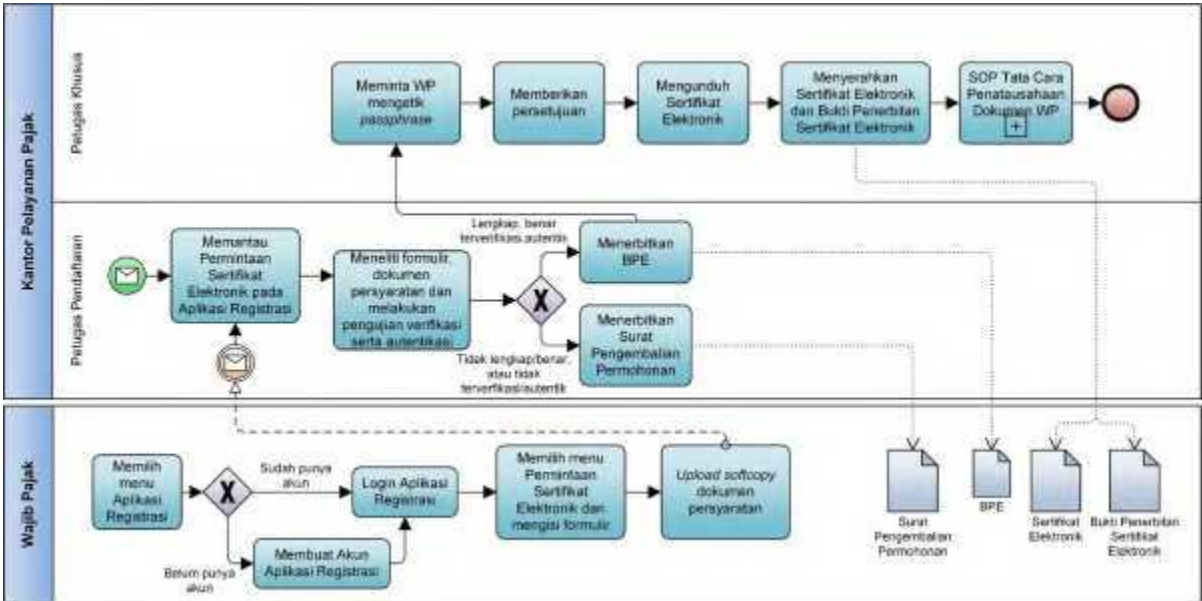 Kantor Pelayanan Pajak
Petugas Khusus
Meminta WP
mengetik
passphrase
Memberikan
persetujuan
Mengunduh
Sertifikat
Elektronik
Menyerahkan
Sertifikat Elektronik
dan Bukti Penerbitan
Sertifikat Elektronik
SOP Tata Cara
Penatausahaan
Dokumen WP
Petugas Pendaftaran
Memantau
Permintaan
Sertifikat
Elektronik pada
Aplikasi Registrasi
Meneliti formulir,
dokumen
persyaratan dan
melakukan
pengujian verifikasi
serta autentikasi
X
Lengkap, benar
terverifikasi autentik
Menerbitkan
BPE
Tidak lengkap/benar,
atau tidak
terverfikasi/autentik
Menerbitkan
Surat
Pengembalian
Permohonan
Wajib Pajak
Memilih
menu
Aplikasi
Registrasi
X
Sudah punya
akun
Belum punya
akun
Membuat Akun
Aplikasi Registrasi
Login Aplikasi
Registrasi
Memilih menu
Permintaan
Sertifikat
Elektronik dan
mengisi formulir
Upload softcopy
dokumen
persyaratan
Surat
Pengembalian
Permohonan
BPE
Sertifikat
Elektronik
Bukti Penerbitan
Sertifikat
Elektronik